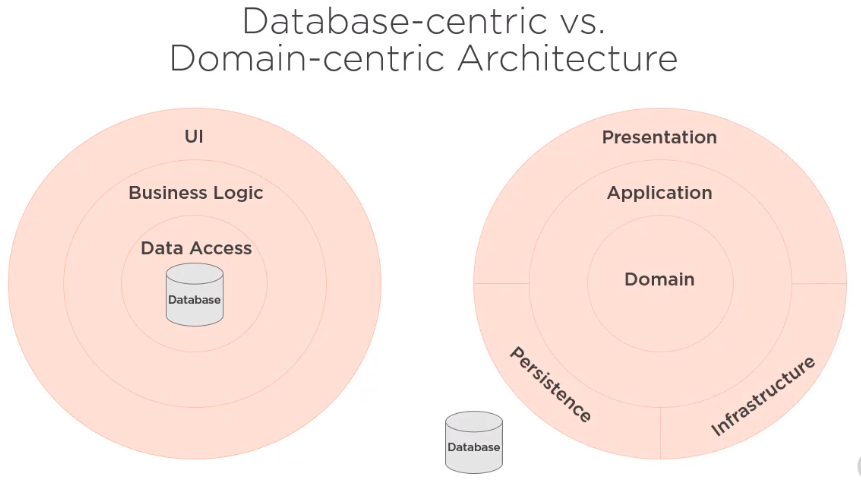 Database-centric vs.
Domain-centric Architecture
UI
Business Logic
Data Access
Database
Presentation
Application
Domain
Persistence
Infrastructure
Database